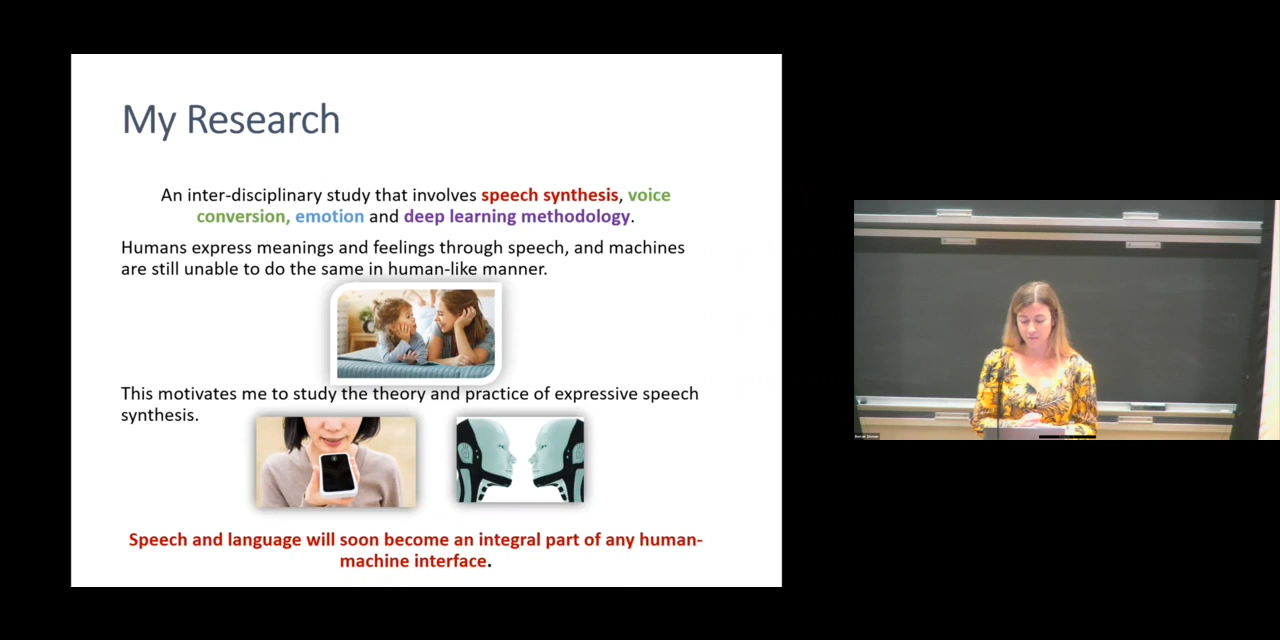 My Research
An inter-disciplinary study that involves speech synthesis, voice
conversion, emotion and deep learning methodology.
Humans express meanings and feelings through speech, and machines
are still unable to do the same in human-like manner.
This motivates me to study the theory and practice of expressive speech
synthesis.
Speech and language will soon become an integral part of any human-
machine interface.